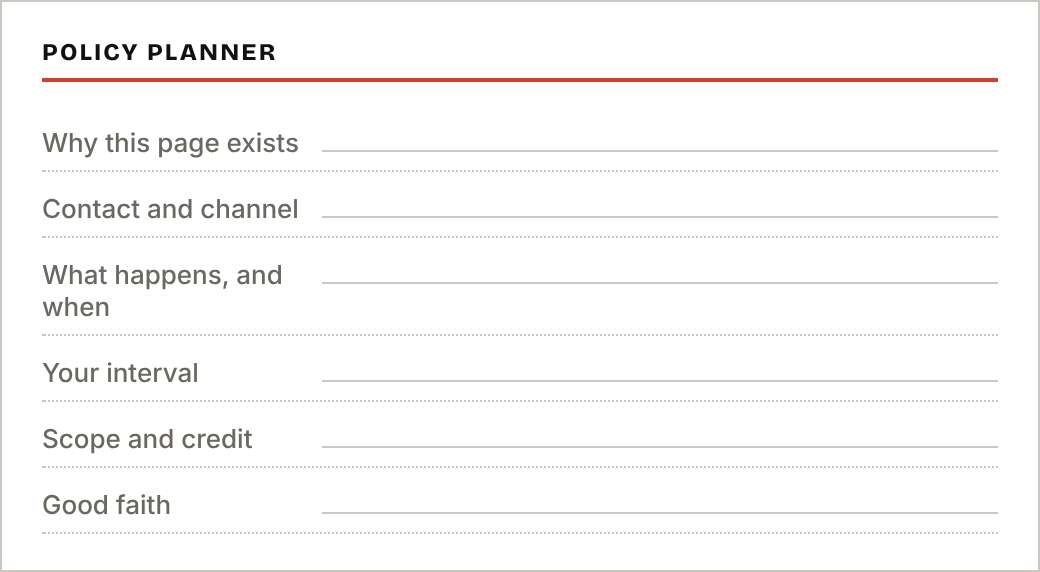 POLICY PLANNER
Why this page exists
Contact and channel
What happens, and
when
Your interval
Scope and credit
Good faith